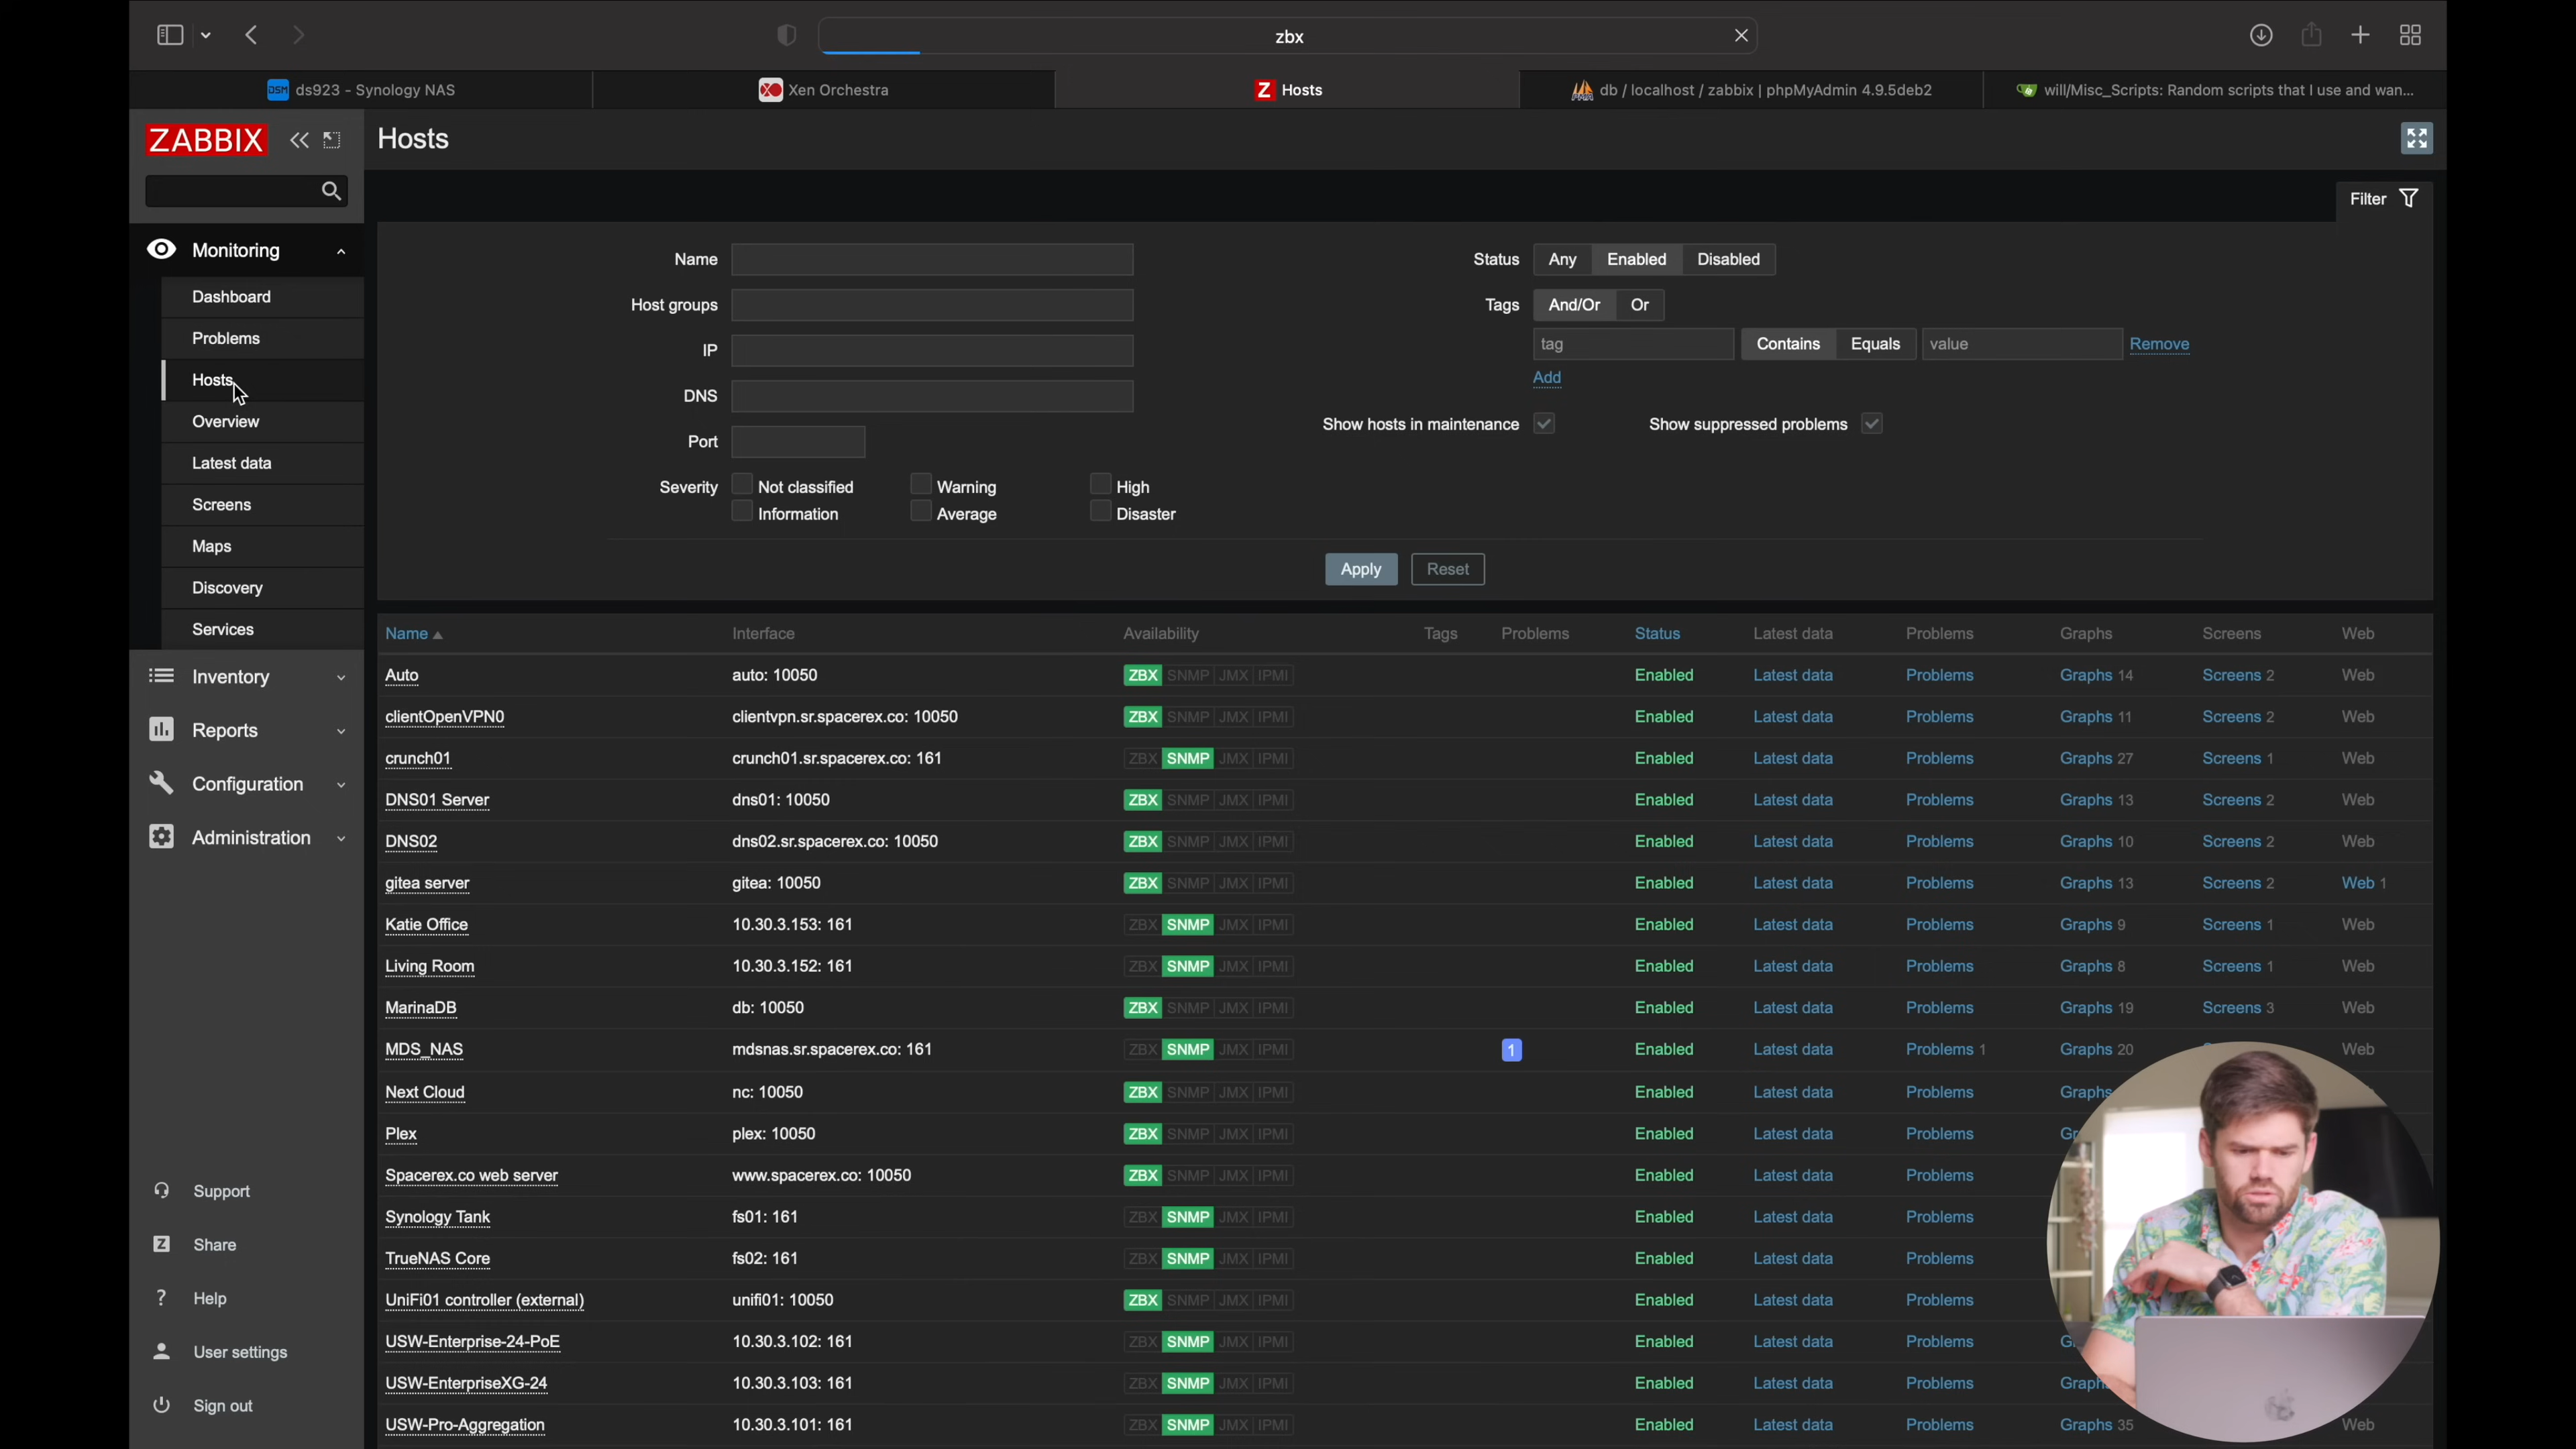 zbx
ds923 - Synology NAS
Xen Orchestra
Hosts
db / localhost / zabbix | phpMyAdmin 4.9.5deb2
will/Misc_Scripts: Random scripts that I use and wan...
ZABBIX
Hosts
Filter
Monitoring
Dashboard
Problems
Hosts
Overview
Latest data
Screens
Maps
Discovery
Services
Inventory
Reports
Configuration
Administration
Support
Share
Help
User settings
Sign out
Name
Host groups
IP
DNS
Port
Severity Not classified Warning High
Information Average Disaster
Status Any Enabled Disabled
Tags And/Or Or
tag Contains Equals value Remove
Add
Show hosts in maintenance Show suppressed problems
Apply Reset
Name Interface Availability Tags Problems Status Latest data Problems Graphs Screens Web
Auto auto: 10050 ZBX SNMP JMX IPMI Enabled Latest data Problems Graphs 14 Screens 2 Web
clientOpenVPN0 clientvpn.sr.spacerex.co: 10050 ZBX SNMP JMX IPMI Enabled Latest data Problems Graphs 11 Screens 2 Web
crunch01 crunch01.sr.spacerex.co: 161 ZBX SNMP JMX IPMI Enabled Latest data Problems Graphs 27 Screens 1 Web
DNS01 Server dns01: 10050 ZBX SNMP JMX IPMI Enabled Latest data Problems Graphs 13 Screens 2 Web
DNS02 dns02.sr.spacerex.co: 10050 ZBX SNMP JMX IPMI Enabled Latest data Problems Graphs 10 Screens 2 Web
gitea server gitea: 10050 ZBX SNMP JMX IPMI Enabled Latest data Problems Graphs 13 Screens 2 Web 1
Katie Office 10.30.3.153: 161 ZBX SNMP JMX IPMI Enabled Latest data Problems Graphs 9 Screens 1 Web
Living Room 10.30.3.152: 161 ZBX SNMP JMX IPMI Enabled Latest data Problems Graphs 8 Screens 1 Web
MarinaDB db: 10050 ZBX SNMP JMX IPMI Enabled Latest data Problems Graphs 19 Screens 3 Web
MDS_NAS mdsnas.sr.spacerex.co: 161 ZBX SNMP JMX IPMI 1 Enabled Latest data Problems 1 Graphs 20 Web
Next Cloud nc: 10050 ZBX SNMP JMX IPMI Enabled Latest data Problems Graphs
Plex plex: 10050 ZBX SNMP JMX IPMI Enabled Latest data Problems
Spacerex.co web server www.spacerex.co: 10050 ZBX SNMP JMX IPMI Enabled Latest data Problems
Synology Tank fs01: 161 ZBX SNMP JMX IPMI Enabled Latest data Problems
TrueNAS Core fs02: 161 ZBX SNMP JMX IPMI Enabled Latest data Problems
UniFi01 controller (external) unifi01: 10050 ZBX SNMP JMX IPMI Enabled Latest data Problems
USW-Enterprise-24-PoE 10.30.3.102: 161 ZBX SNMP JMX IPMI Enabled Latest data Problems
USW-EnterpriseXG-24 10.30.3.103: 161 ZBX SNMP JMX IPMI Enabled Latest data Problems
USW-Pro-Aggregation 10.30.3.101: 161 ZBX SNMP JMX IPMI Enabled Latest data Problems Graphs 35 Web